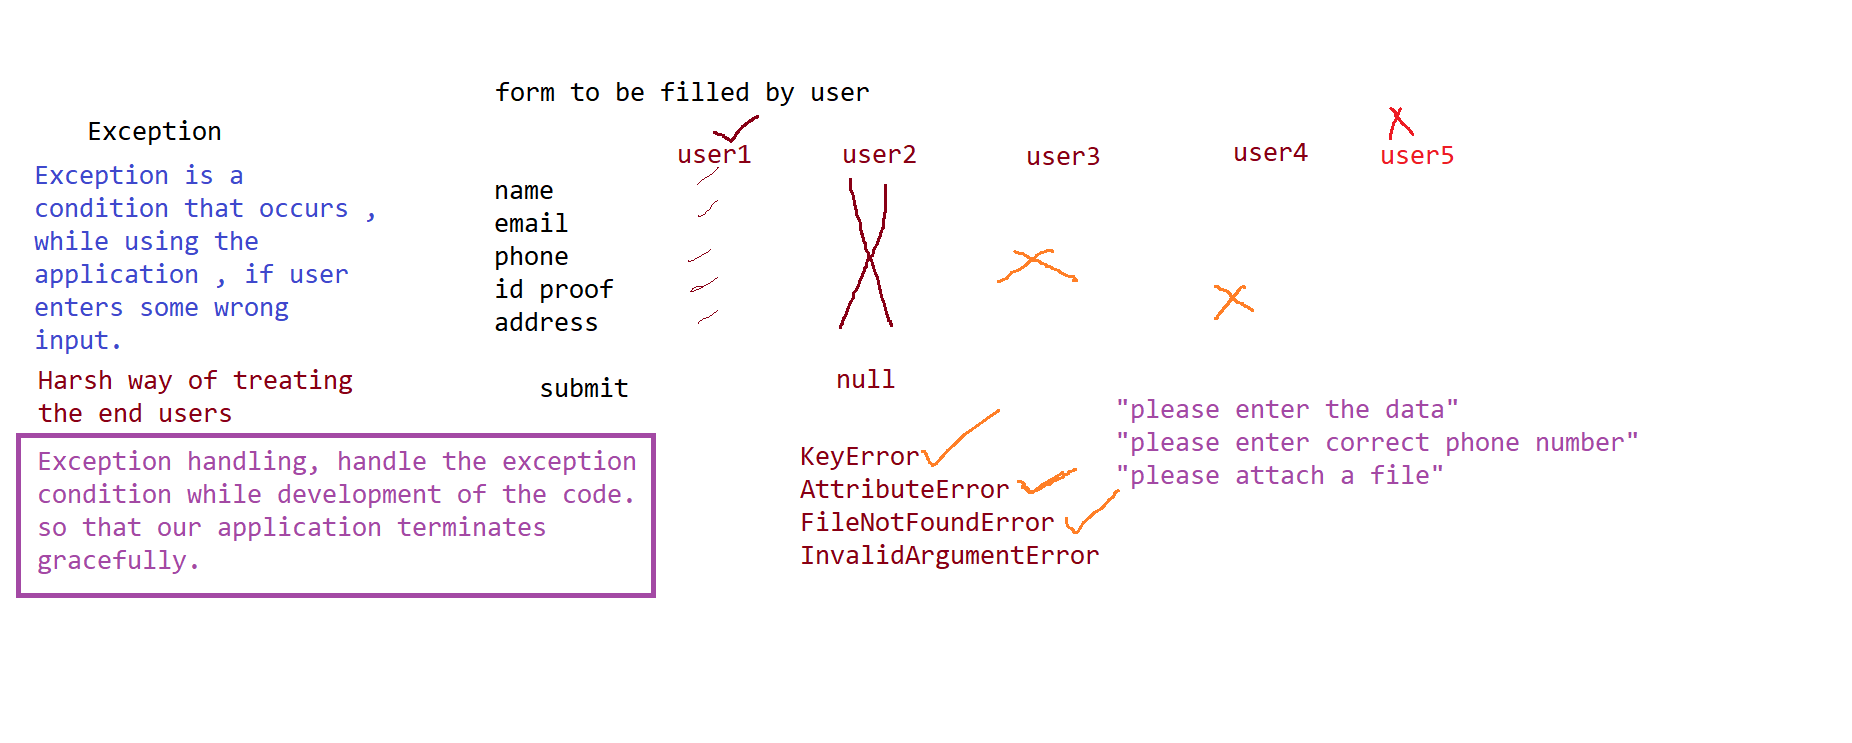 form to be filled by user
Exception
user1 user2 user3 user4 user5
Exception is a
condition that occurs ,
while using the
application , if user
enters some wrong
input.
Harsh way of treating
the end users
Exception handling, handle the exception
condition while development of the code.
so that our application terminates
gracefully.
name
email
phone
id proof
address
submit
null
KeyError
AttributeError
FileNotFoundError
InvalidArgumentError
"please enter the data"
"please enter correct phone number"
"please attach a file"